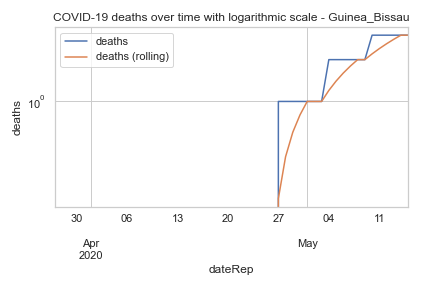 COVID-19 deaths over time with logarithmic scale - Guinea_Bissau
deaths
deaths (rolling)
deaths
10⁰
30 06 13 20 27 04 11
Apr May
2020
dateRep